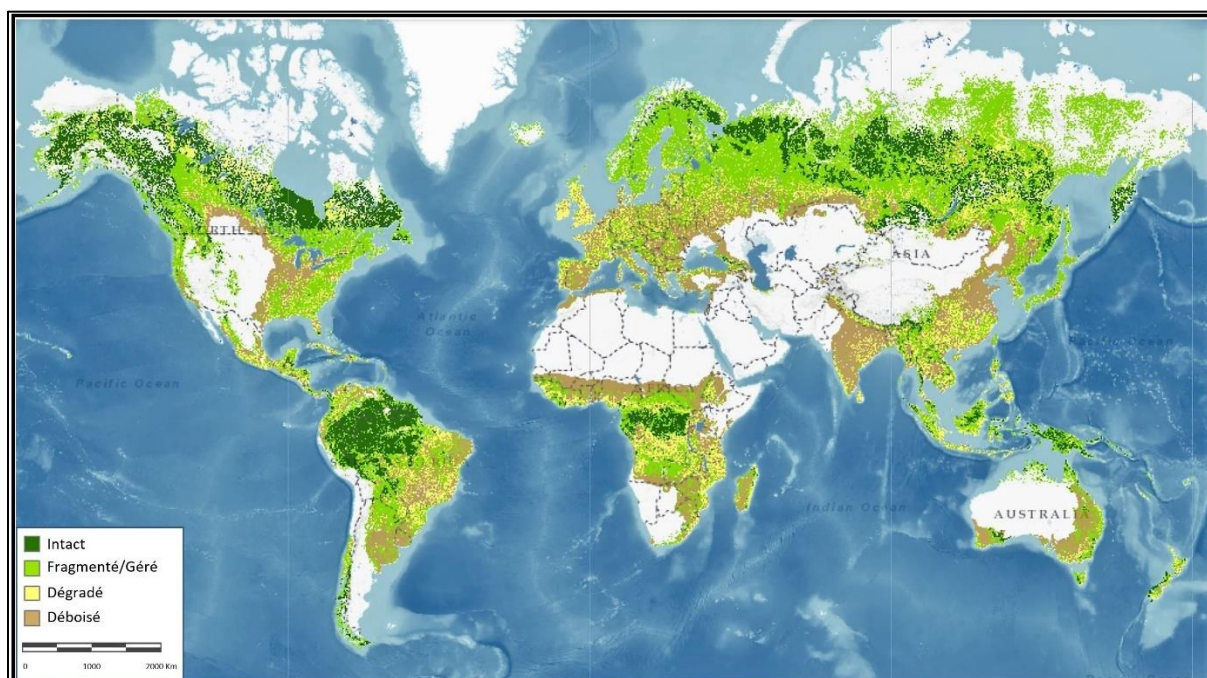 RTH A
ASIA
Atlantic
Ocean
Pacific Ocean
Pacific Ocean
Indian Ocean
AUSTRALIA
Intact
Fragmenté/Géré
Dégradé
Déboisé
0 1000 2000 Km